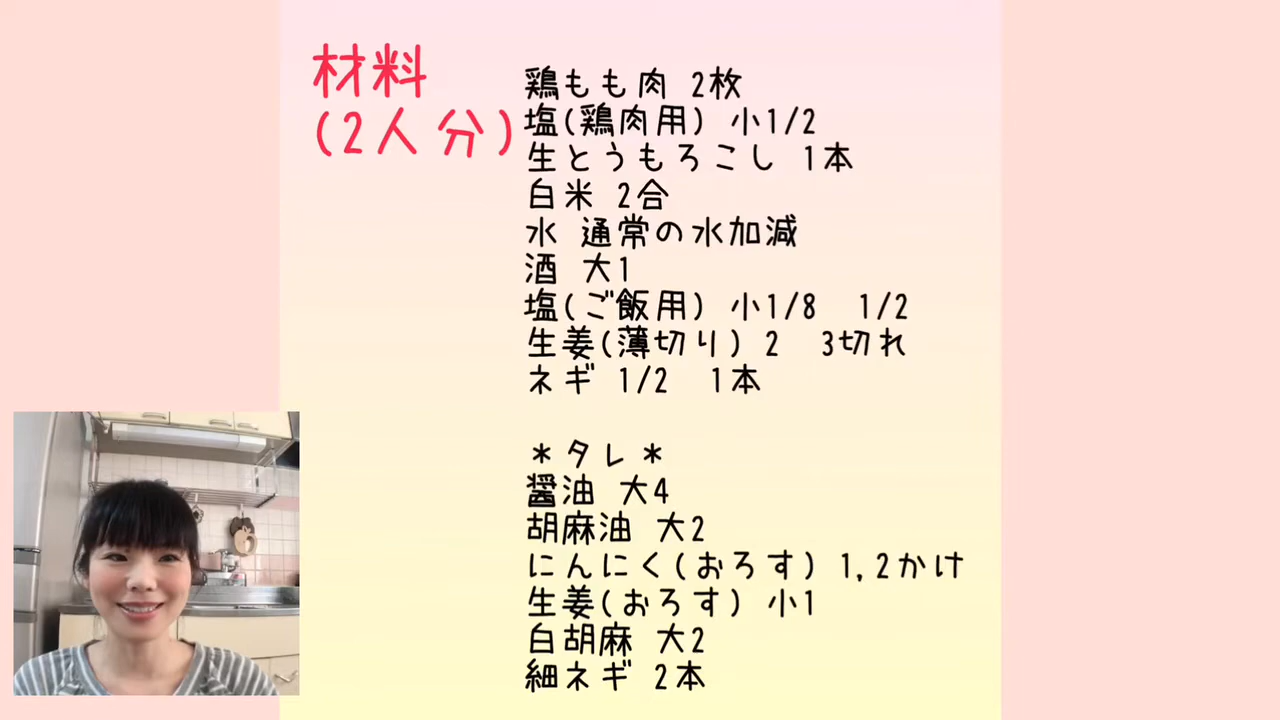 材料
(2人分)
鶏もも肉 2枚
塩(鶏肉用) 小1/2
生とうもろこし 1本
白米 2合
水 通常の水加減
酒 大1
塩(ご飯用) 小1/8 1/2
生姜(薄切り) 2 3切れ
ネギ 1/2 1本
*タレ*
醤油 大4
胡麻油 大2
にんにく(おろす) 1,2かけ
生姜(おろす) 小1
白胡麻 大2
細ネギ 2本